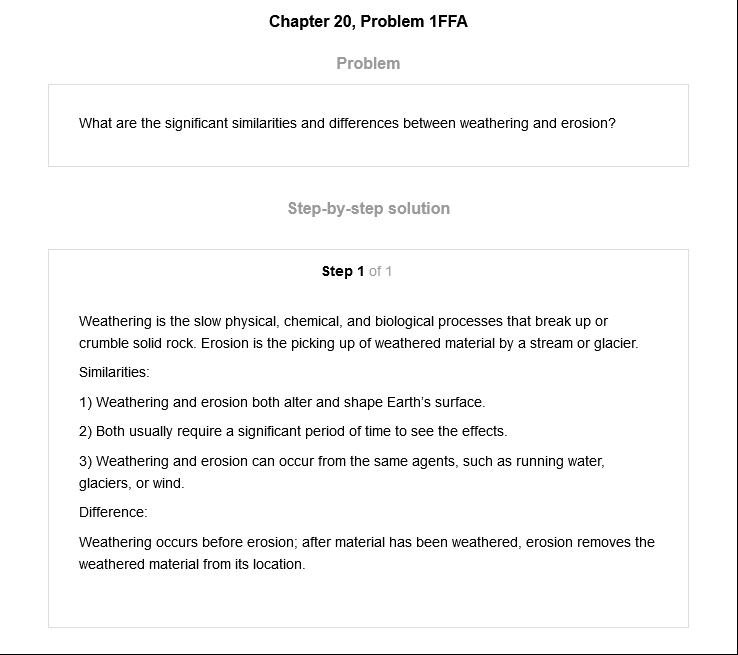 Chapter 20, Problem 1FFA
Problem
What are the significant similarities and differences between weathering and erosion?
Step-by-step solution
Step 1 of 1
Weathering is the slow physical, chemical, and biological processes that break up or
crumble solid rock. Erosion is the picking up of weathered material by a stream or glacier.
Similarities:
1) Weathering and erosion both alter and shape Earth’s surface.
2) Both usually require a significant period of time to see the effects.
3) Weathering and erosion can occur from the same agents, such as running water,
glaciers, or wind.
Difference:
Weathering occurs before erosion; after material has been weathered, erosion removes the
weathered material from its location.